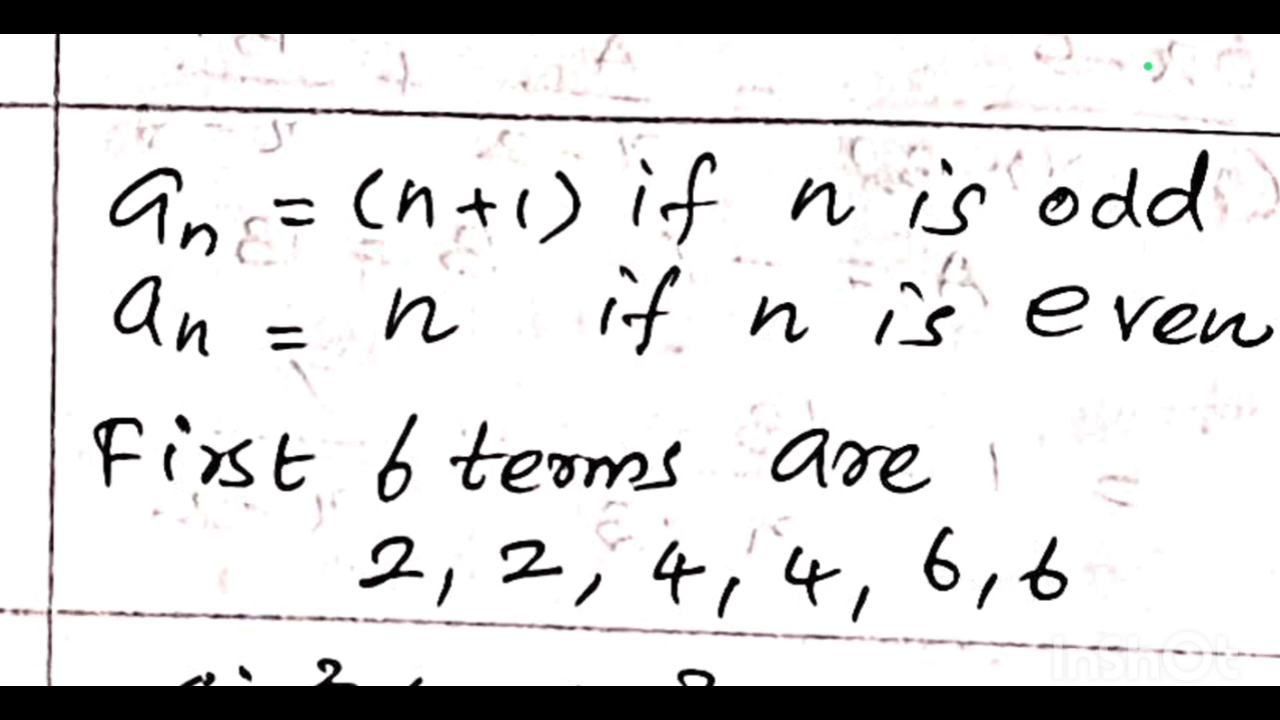 aₙ = (n+1) if n is odd
aₙ = n if n is even
First 6 terms are
2, 2, 4, 4, 6, 6
InShOt